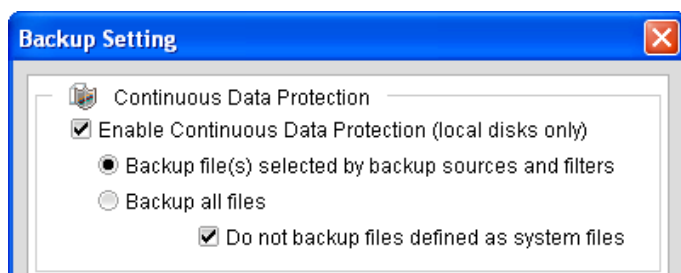 Backup Setting
Continuous Data Protection
Enable Continuous Data Protection (local disks only)
Backup file(s) selected by backup sources and filters
Backup all files
Do not backup files defined as system files